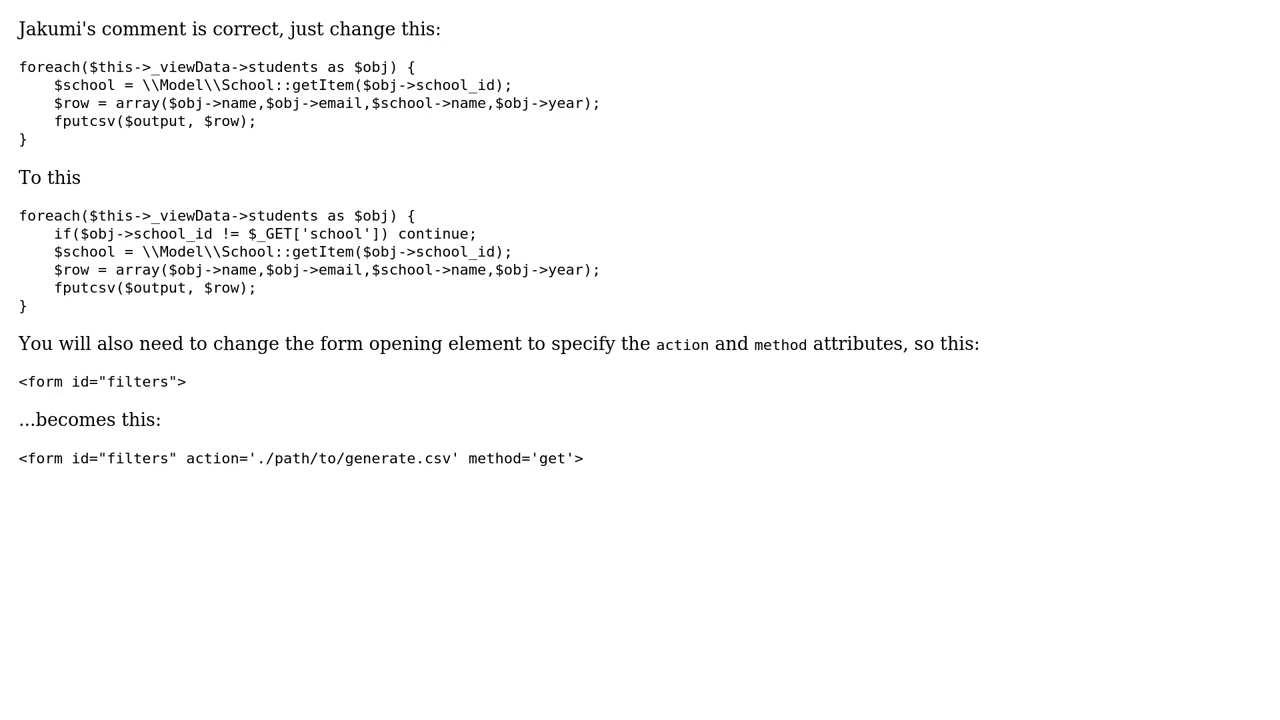 Jakumi's comment is correct, just change this:
foreach($this->_viewData->students as $obj) {
    $school = \\Model\\School::getItem($obj->school_id);
    $row = array($obj->name,$obj->email,$school->name,$obj->year);
    fputcsv($output, $row);
}
To this
foreach($this->_viewData->students as $obj) {
    if($obj->school_id != $_GET['school']) continue;
    $school = \\Model\\School::getItem($obj->school_id);
    $row = array($obj->name,$obj->email,$school->name,$obj->year);
    fputcsv($output, $row);
}
You will also need to change the form opening element to specify the action and method attributes, so this:
<form id="filters">
...becomes this:
<form id="filters" action='./path/to/generate.csv' method='get'>